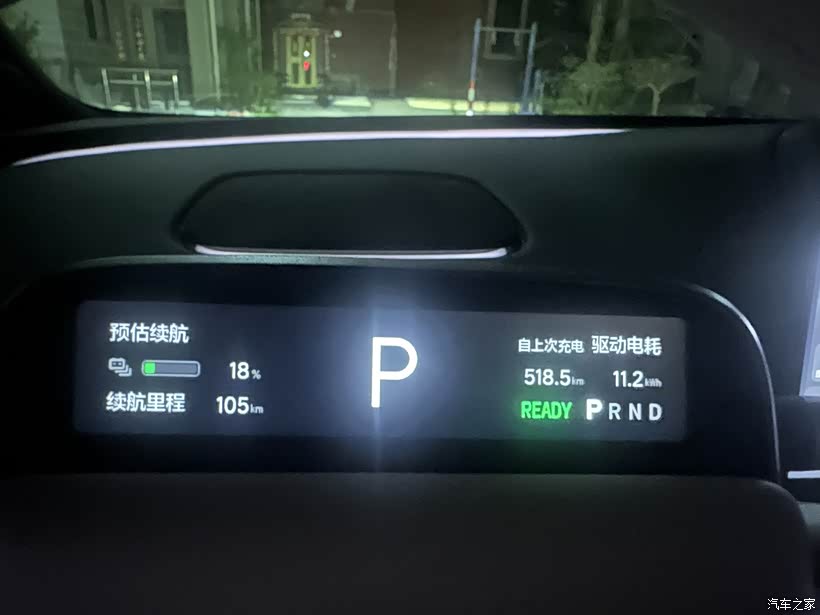 预估续航
18%
续航里程 105km
P
自上次充电 驱动电耗
518.5km 11.2kWh
READY P R N D
汽车之家